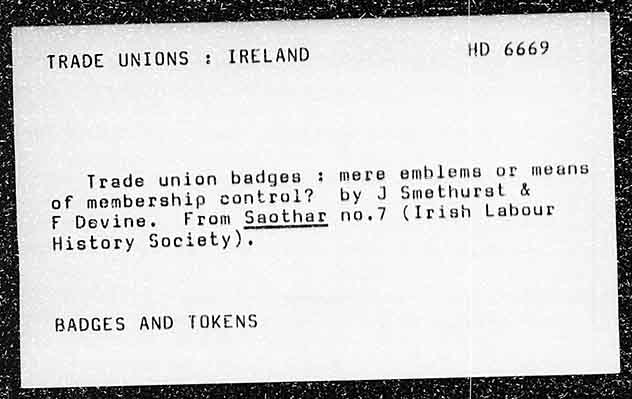 TRADE UNIONS : IRELAND HD 6669
Trade union badges : mere emblems or means
of membership control? by J Smethurst &
F Devine. From Saothar no.7 (Irish Labour
History Society).
BADGES AND TOKENS